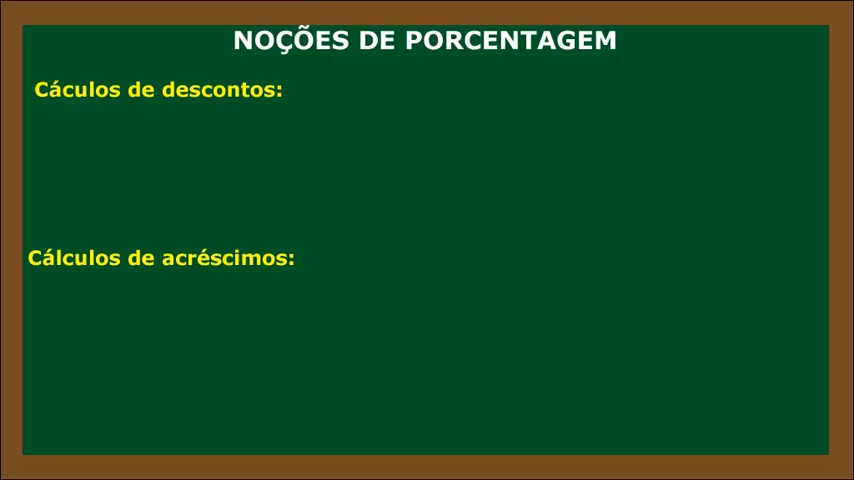 NOÇÕES DE PORCENTAGEM
Cáculos de descontos:
Cálculos de acréscimos: